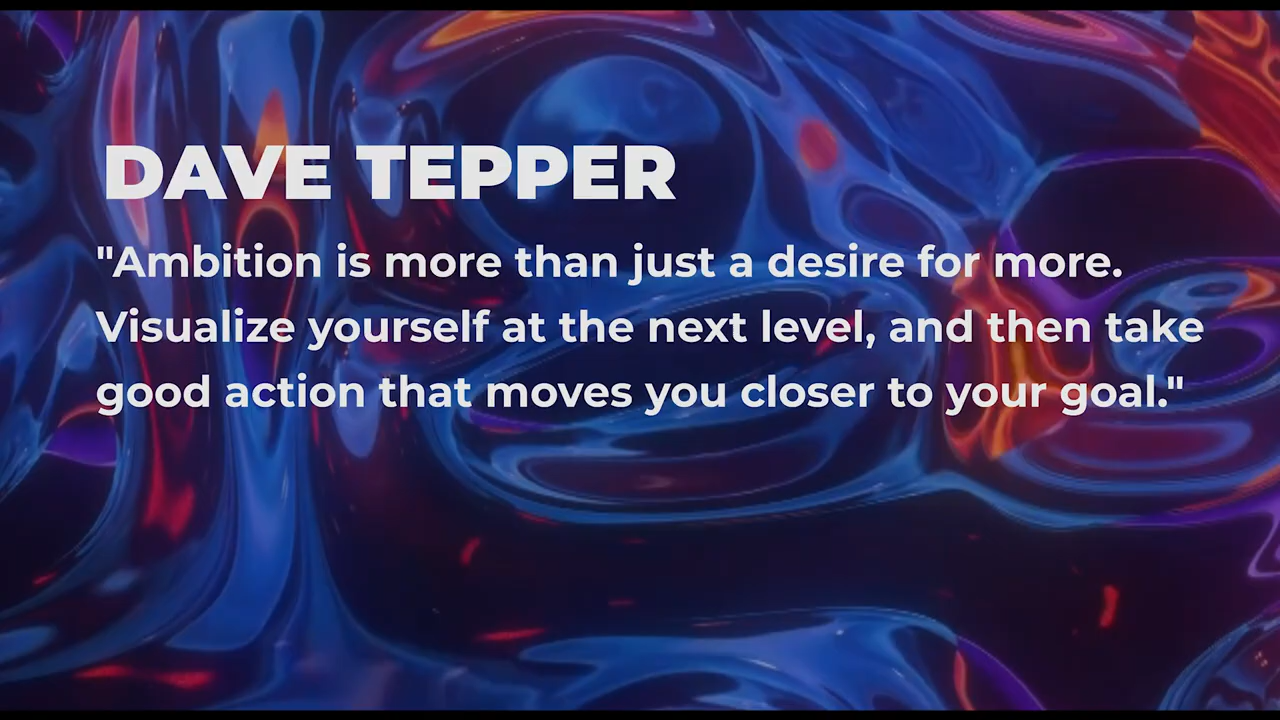 DAVE TEPPER
"Ambition is more than just a desire for more.
Visualize yourself at the next level, and then take
good action that moves you closer to your goal."